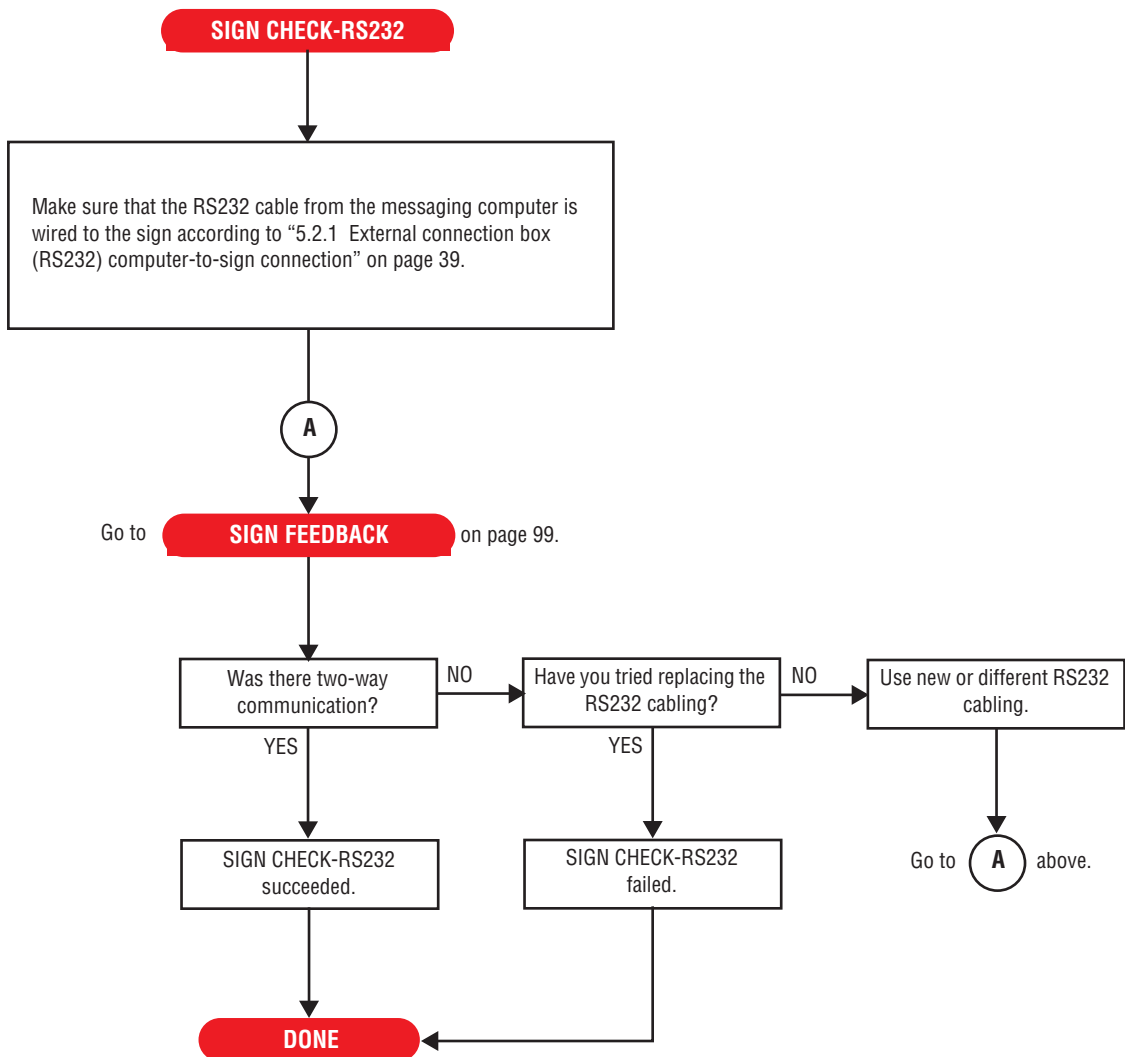 SIGN CHECK-RS232
Make sure that the RS232 cable from the messaging computer is
wired to the sign according to “5.2.1  External connection box
(RS232) computer-to-sign connection” on page 39.
A
Go to SIGN FEEDBACK on page 99.
Was there two-way
communication?
NO
Have you tried replacing the
RS232 cabling?
NO
Use new or different RS232
cabling.
YES
YES
SIGN CHECK-RS232
succeeded.
SIGN CHECK-RS232
failed.
Go to A above.
DONE